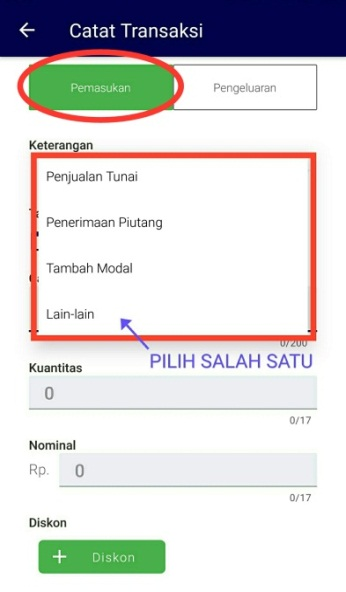 Catat Transaksi
Pemasukan
Pengeluaran
Keterangan
Penjualan Tunai
Penerimaan Piutang
Tambah Modal
Lain-lain
0/200
PILIH SALAH SATU
Kuantitas
0
0/17
Nominal
Rp. 0
0/17
Diskon
+ Diskon